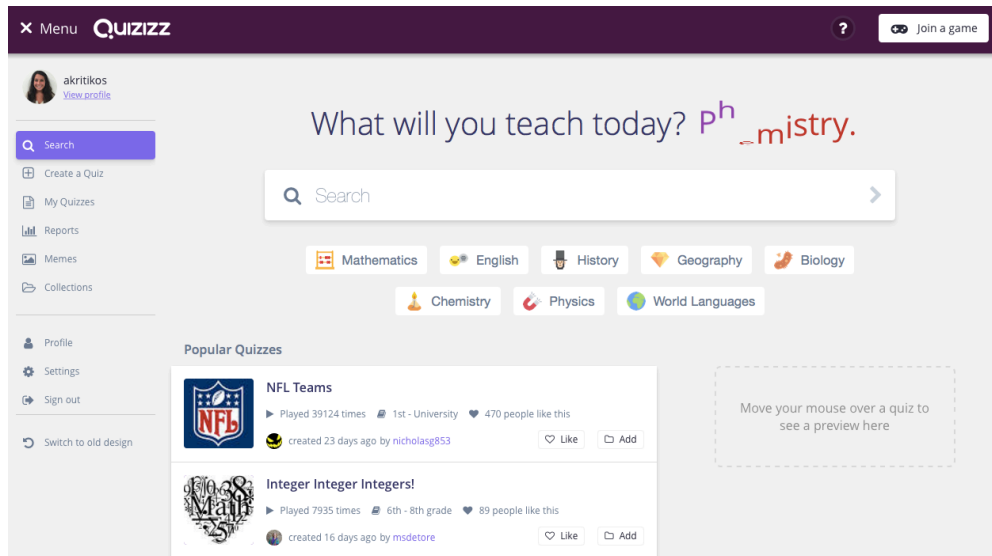 Menu QUIZIZZ ? Join a game
akritikos
View profile
What will you teach today? Ph mistry.
Search
Search
Create a Quiz
My Quizzes
Reports
Memes
Collections
Mathematics English History Geography Biology
Chemistry Physics World Languages
Profile
Settings
Sign out
Switch to old design
Popular Quizzes
NFL
NFL Teams
Played 39124 times 1st - University 470 people like this
created 23 days ago by nicholasg853 Like Add
Move your mouse over a quiz to
see a preview here
Math
Integer Integer Integers!
Played 7935 times 6th - 8th grade 89 people like this
created 16 days ago by msdetore Like Add